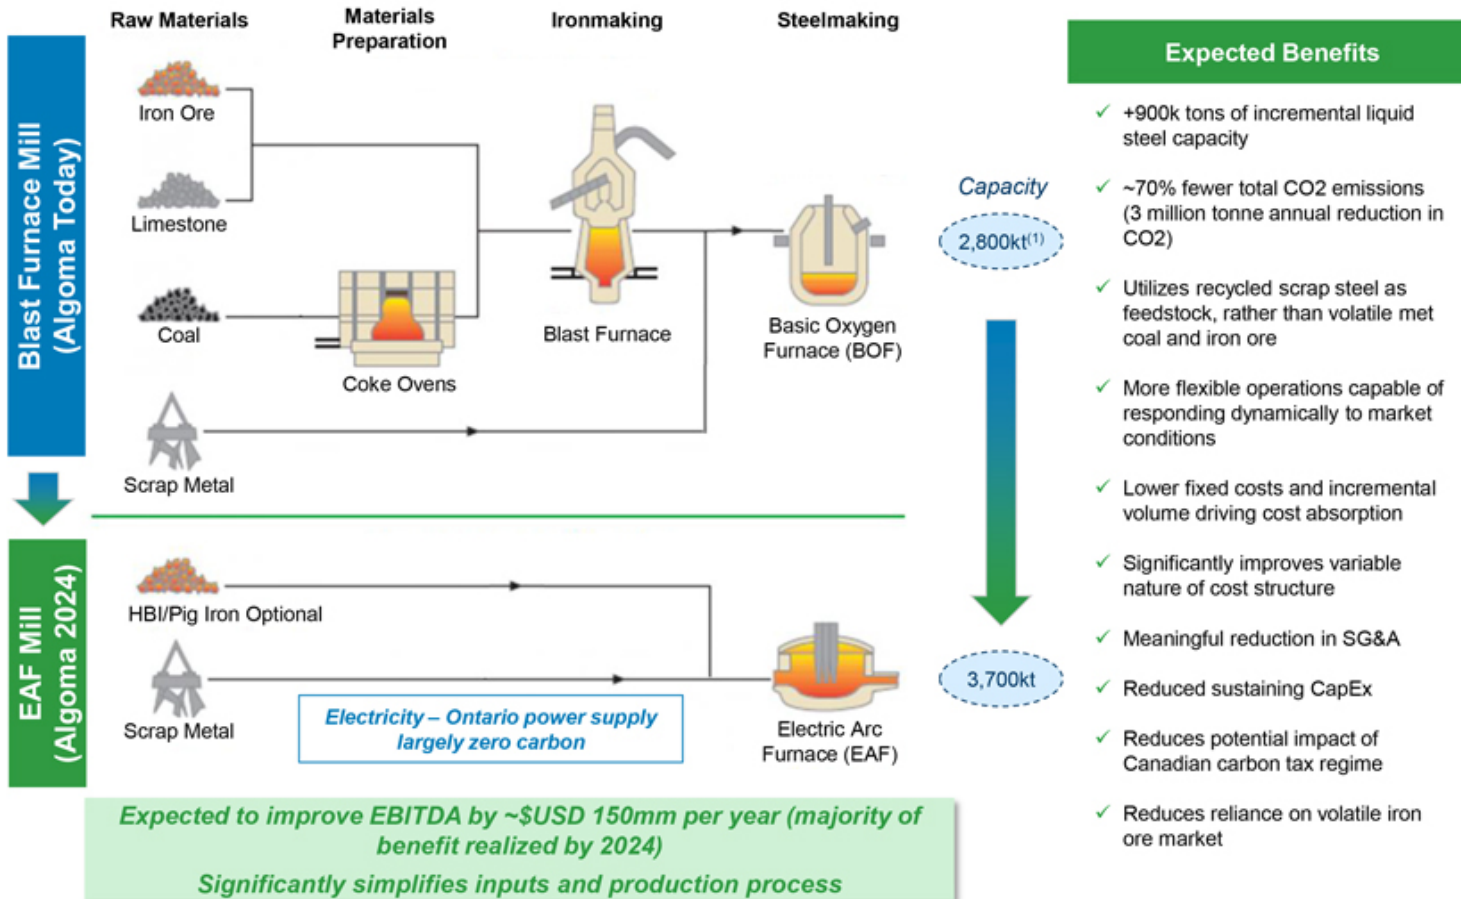 Raw Materials
Materials
Preparation
Ironmaking
Steelmaking
Blast Furnace Mill
(Algoma Today)
Iron Ore
Limestone
Coal
Coke Ovens
Blast Furnace
Basic Oxygen
Furnace (BOF)
Scrap Metal
Capacity
2,800kt(1)
EAF Mill
(Algoma 2024)
HBI/Pig Iron Optional
Scrap Metal
Electricity – Ontario power supply
largely zero carbon
Electric Arc
Furnace (EAF)
3,700kt
Expected to improve EBITDA by ~$USD 150mm per year (majority of
benefit realized by 2024)
Significantly simplifies inputs and production process
Expected Benefits
✓ +900k tons of incremental liquid
steel capacity
✓ ~70% fewer total CO2 emissions
(3 million tonne annual reduction in
CO2)
✓ Utilizes recycled scrap steel as
feedstock, rather than volatile met
coal and iron ore
✓ More flexible operations capable of
responding dynamically to market
conditions
✓ Lower fixed costs and incremental
volume driving cost absorption
✓ Significantly improves variable
nature of cost structure
✓ Meaningful reduction in SG&A
✓ Reduced sustaining CapEx
✓ Reduces potential impact of
Canadian carbon tax regime
✓ Reduces reliance on volatile iron
ore market